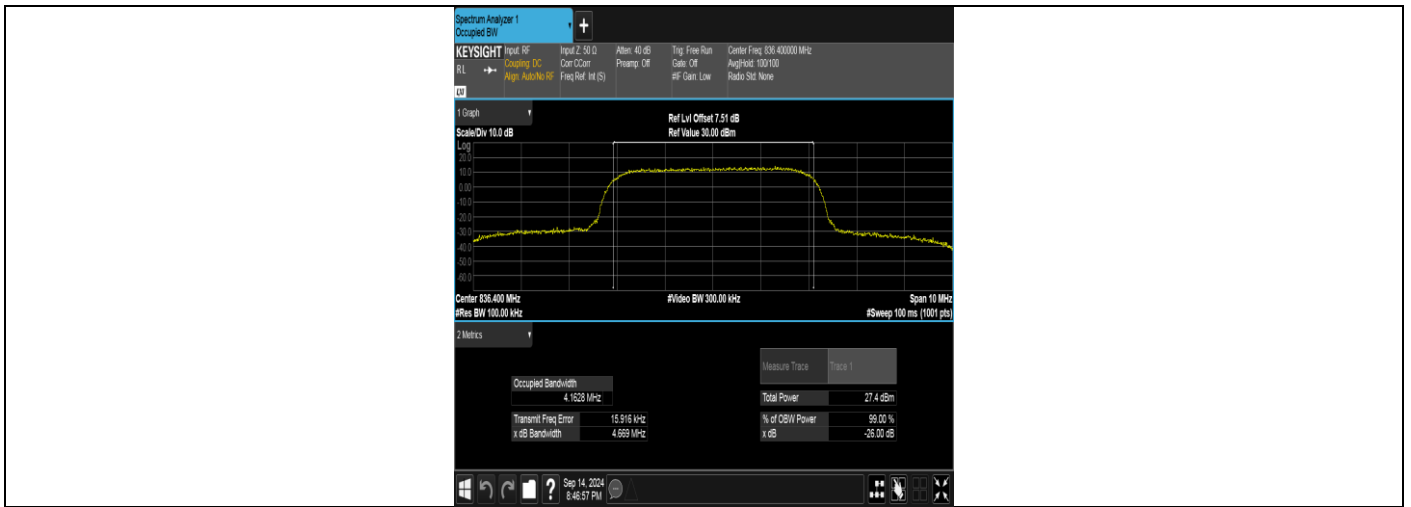 Spectrum Analyzer 1
Occupied BW
+
KEYSIGHT
R L
LXI
Input: RF
Coupling: DC
Align: Auto/No RF
Input Z: 50 Ω
Corr CCorr
Freq Ref: Int (S)
Atten: 40 dB
Preamp: Off
Trig: Free Run
Gate: Off
#IF Gain: Low
Center Freq: 836.400000 MHz
Avg|Hold: 100/100
Radio Std: None
1 Graph
Scale/Div 10.0 dB
Ref Lvl Offset 7.51 dB
Ref Value 30.00 dBm
Log
20.0
10.0
0.00
-10.0
-20.0
-30.0
-40.0
-50.0
-60.0
Center 836.400 MHz
#Video BW 300.00 kHz
Span 10 MHz
#Res BW 100.00 kHz
#Sweep 100 ms (1001 pts)
2 Metrics
Measure Trace Trace 1
Occupied Bandwidth
4.1628 MHz
Total Power 27.4 dBm
Transmit Freq Error 15.916 kHz
% of OBW Power 99.00 %
x dB Bandwidth 4.669 MHz
x dB -26.00 dB
?
Sep 14, 2024
8:46:57 PM